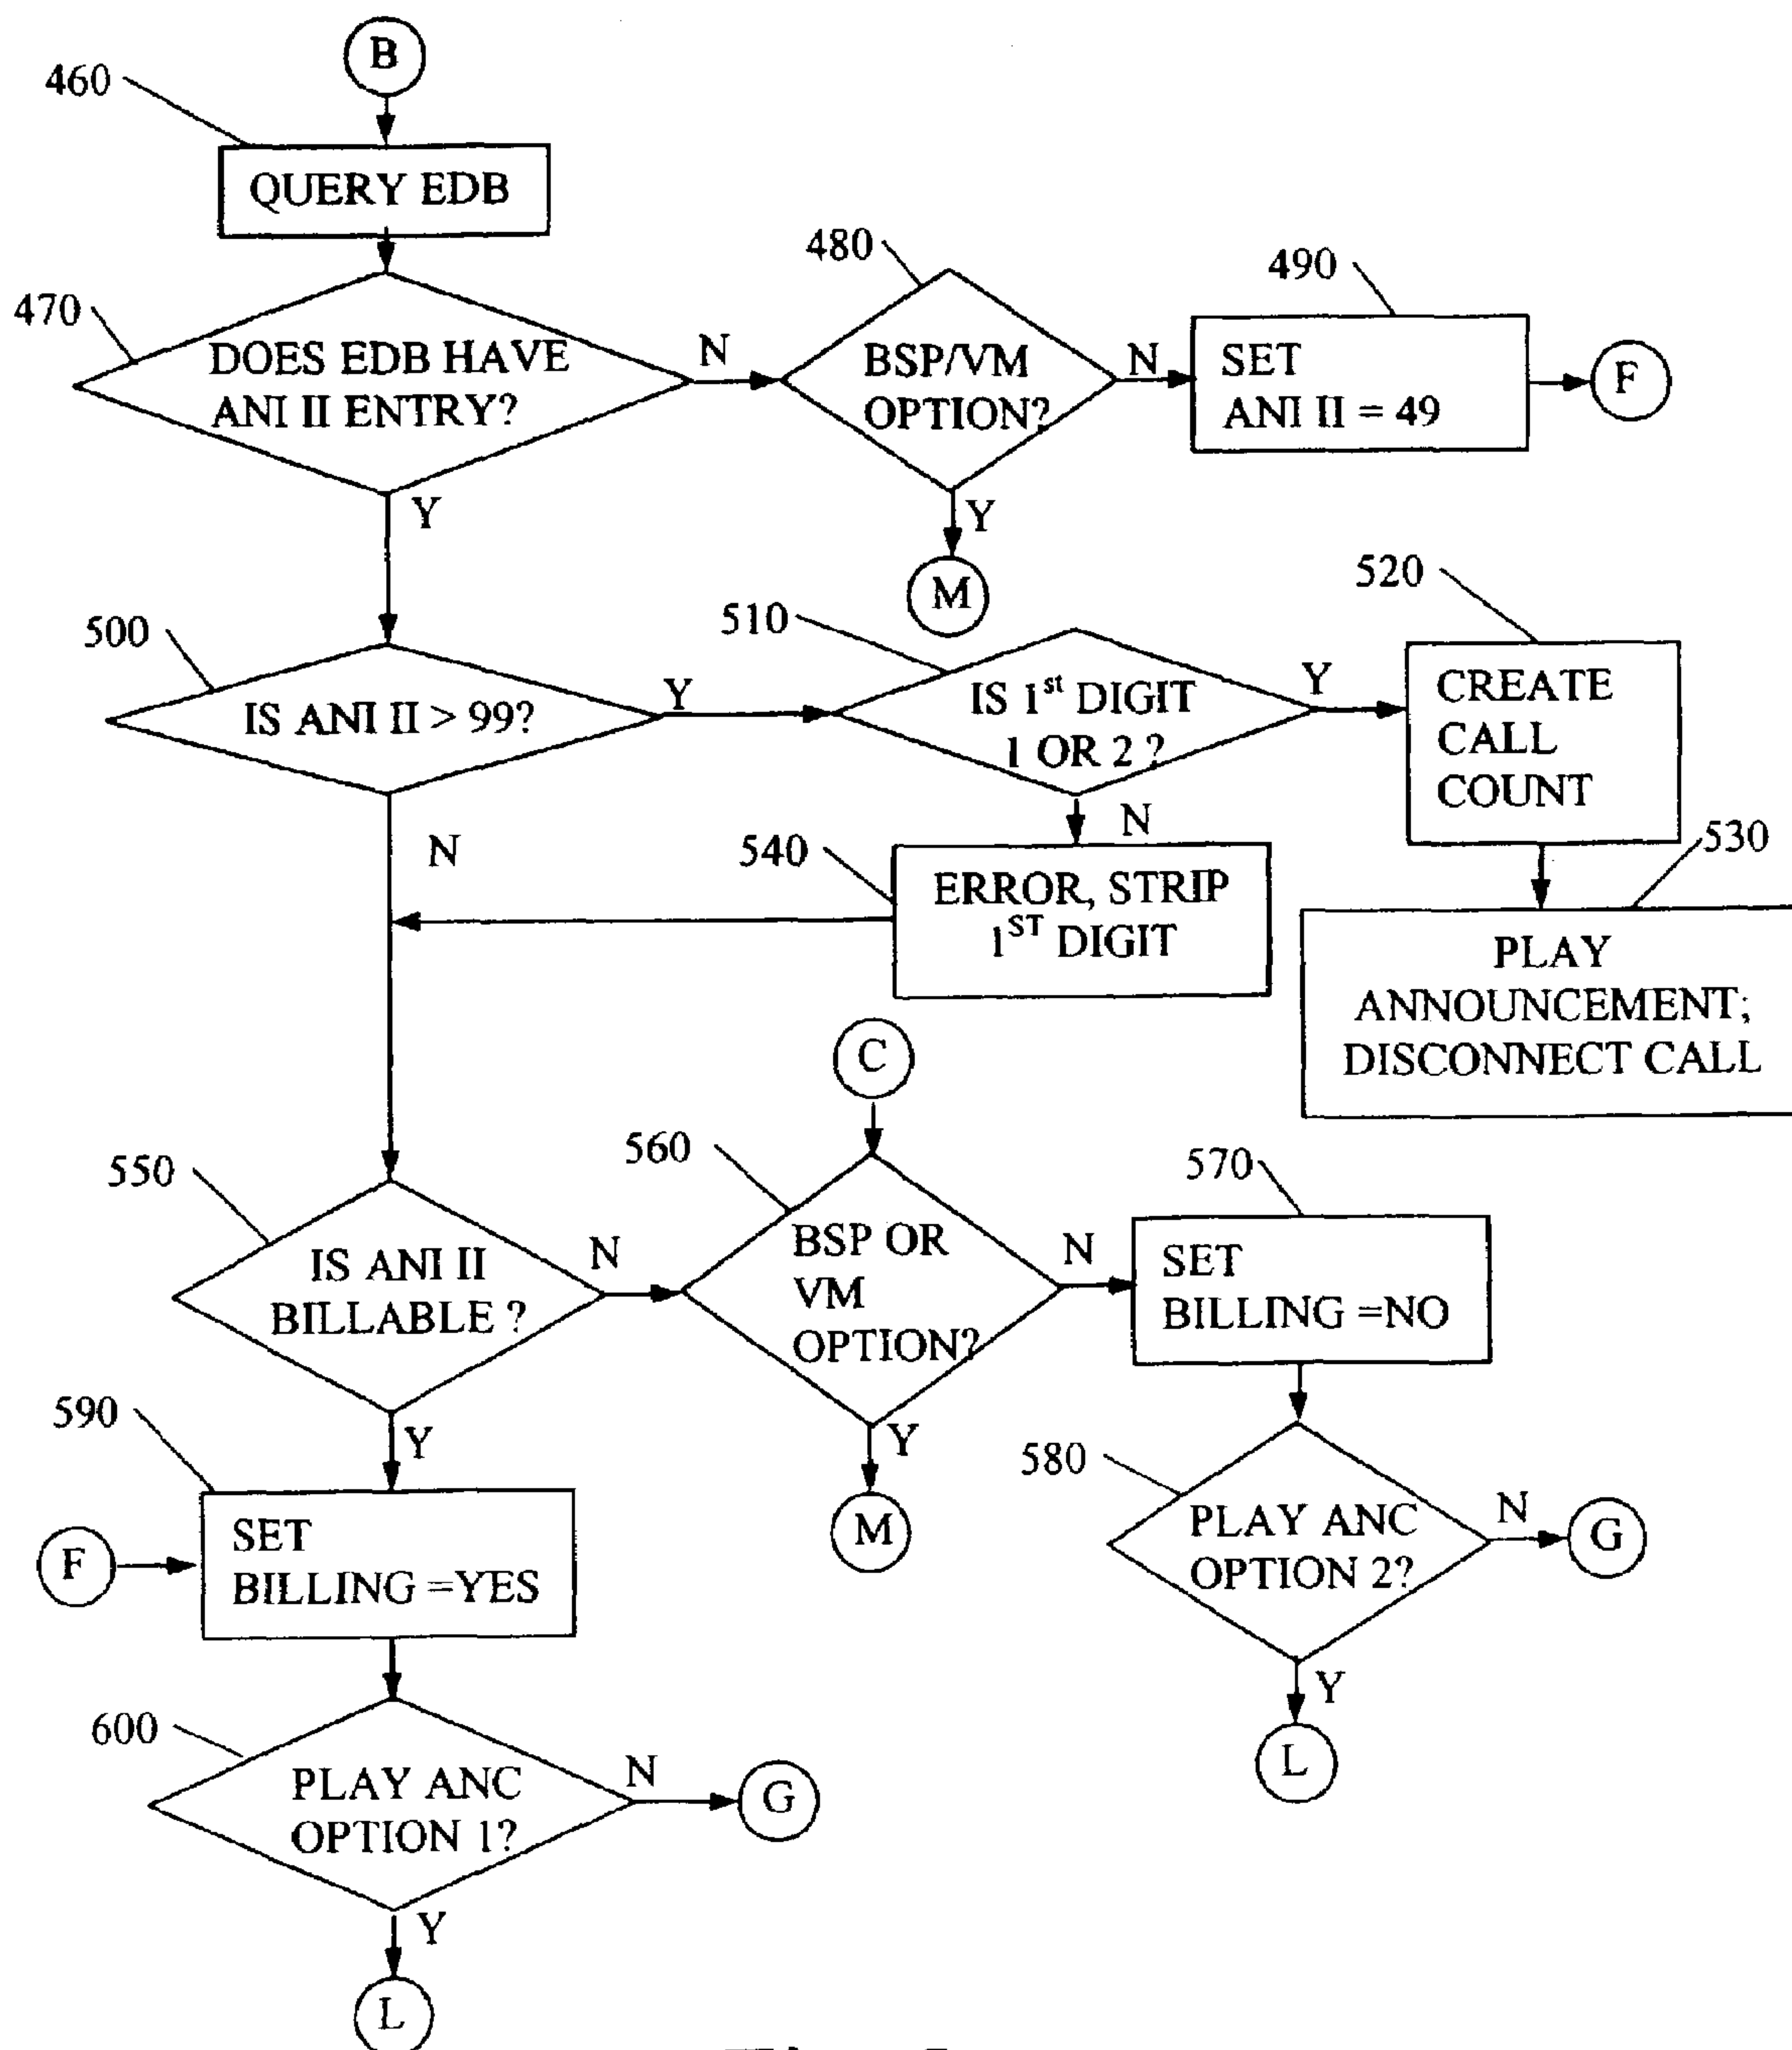 B
460
QUERY EDB
470
DOES EDB HAVE
ANI II ENTRY?
N
Y
480
BSP/VM
OPTION?
N
Y
M
490
SET
ANI II = 49
F
500
IS ANI II > 99?
Y
N
510
IS 1st DIGIT
1 OR 2 ?
Y
N
520
CREATE
CALL
COUNT
530
PLAY
ANNOUNCEMENT;
DISCONNECT CALL
540
ERROR, STRIP
1ST DIGIT
C
550
IS ANI II
BILLABLE ?
N
Y
560
BSP OR
VM
OPTION?
N
Y
M
570
SET
BILLING =NO
580
PLAY ANC
OPTION 2?
N
G
Y
L
590
F
SET
BILLING =YES
600
PLAY ANC
OPTION 1?
N
G
Y
L